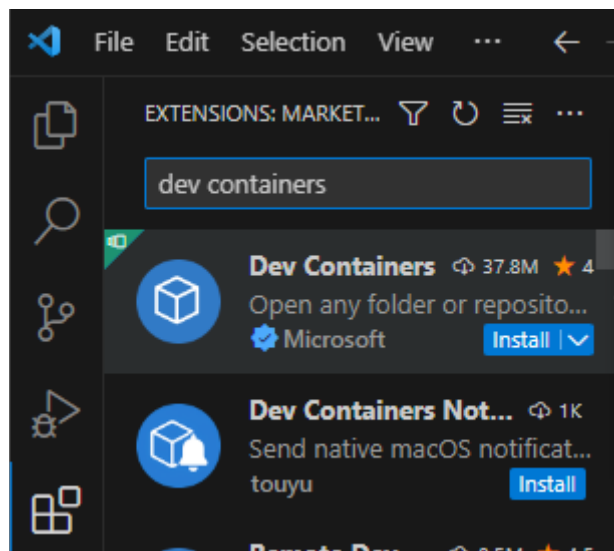 File Edit Selection View ...
EXTENSIONS: MARKET...
dev containers
Dev Containers 37.8M ★ 4
Open any folder or reposito...
Microsoft Install
Dev Containers Not... 1K
Send native macOS notificat...
touyu Install